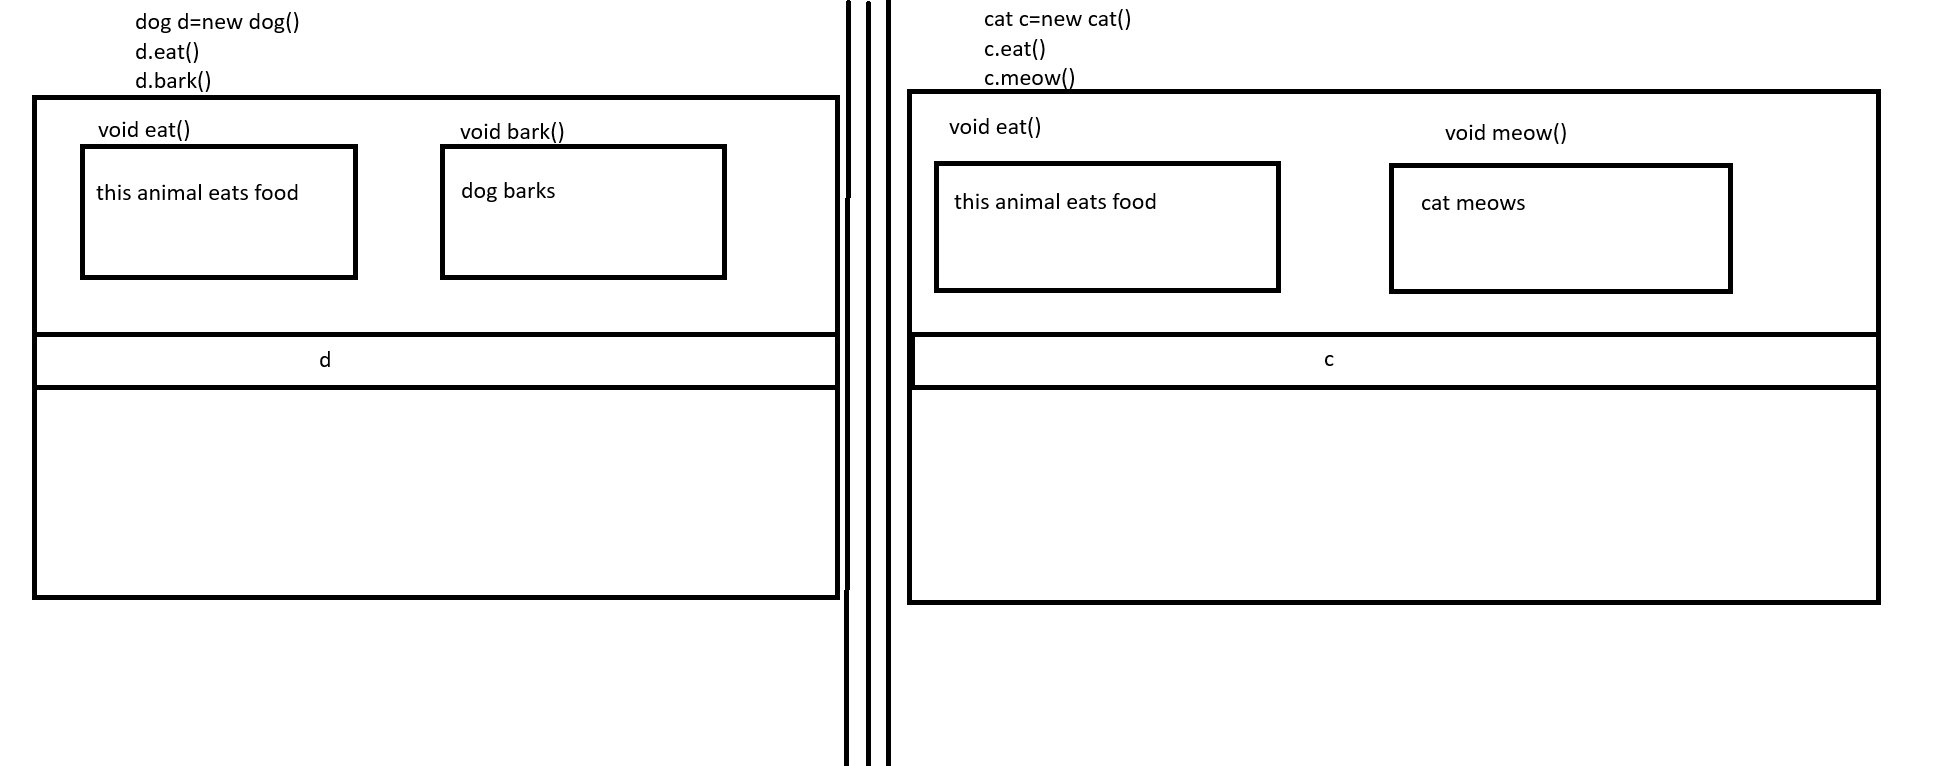 dog d=new dog()
d.eat()
d.bark()
void eat()
void bark()
this animal eats food
dog barks
d
cat c=new cat()
c.eat()
c.meow()
void eat()
void meow()
this animal eats food
cat meows
c